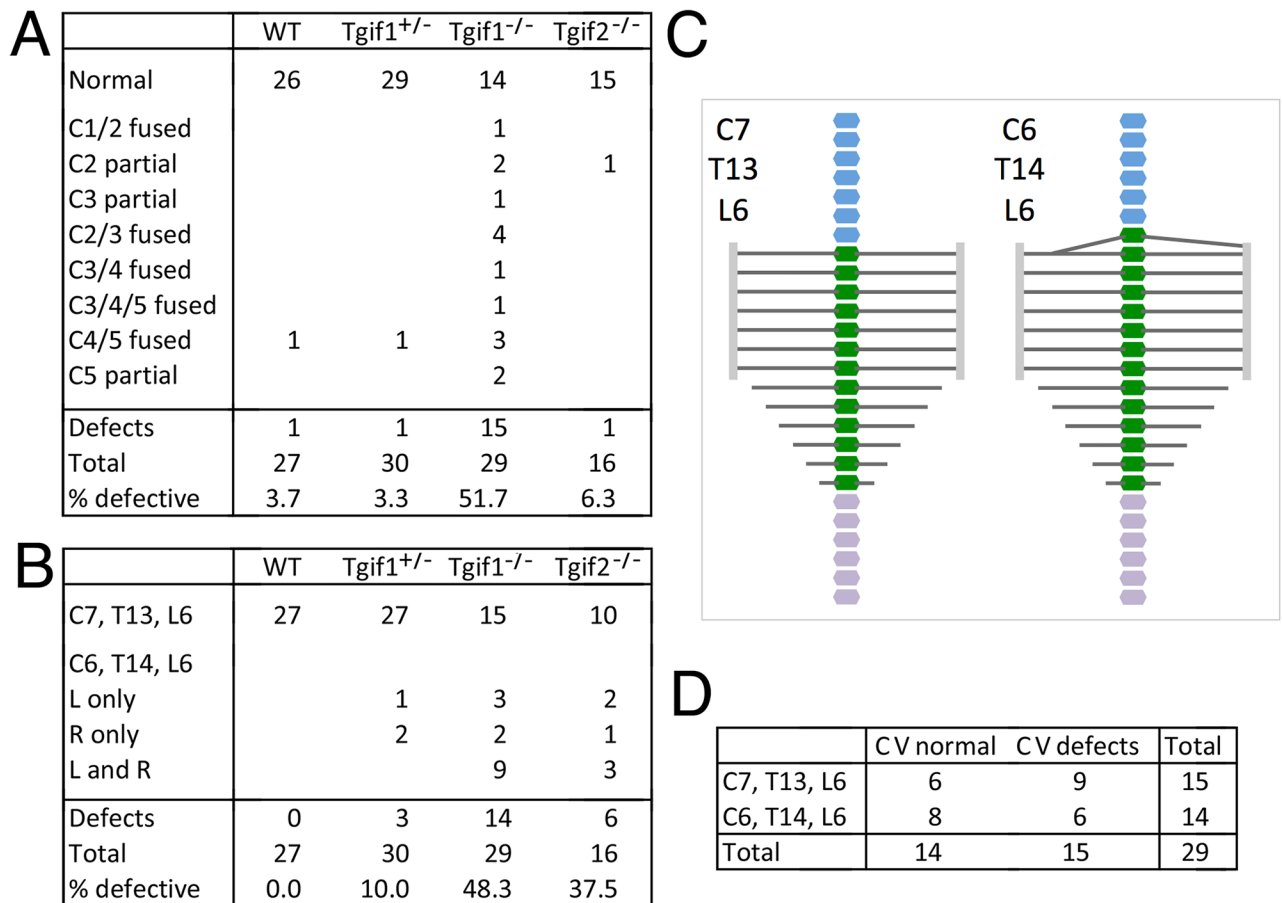 A
WT Tgif1+/- Tgif1-/- Tgif2-/-
Normal 26 29 14 15
C1/2 fused 1
C2 partial 2 1
C3 partial 1
C2/3 fused 4
C3/4 fused 1
C3/4/5 fused 1
C4/5 fused 1 1 3
C5 partial 2
Defects 1 1 15 1
Total 27 30 29 16
% defective 3.7 3.3 51.7 6.3
B
WT Tgif1+/- Tgif1-/- Tgif2-/-
C7, T13, L6 27 27 15 10
C6, T14, L6
L only 1 3 2
R only 2 2 1
L and R 9 3
Defects 0 3 14 6
Total 27 30 29 16
% defective 0.0 10.0 48.3 37.5
C
C7
T13
L6
C6
T14
L6
D
CV normal CV defects Total
C7, T13, L6 6 9 15
C6, T14, L6 8 6 14
Total 14 15 29